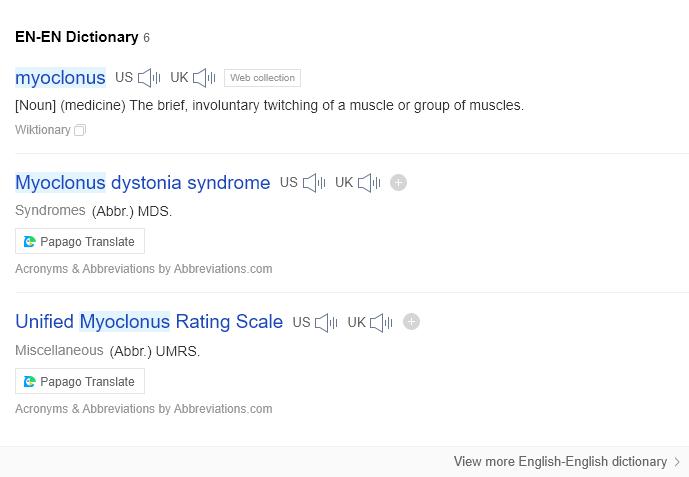 EN-EN Dictionary 6
myoclonus US UK Web collection
[Noun] (medicine) The brief, involuntary twitching of a muscle or group of muscles.
Wiktionary
Myoclonus dystonia syndrome US UK
Syndromes (Abbr.) MDS.
Papago Translate
Acronyms & Abbreviations by Abbreviations.com
Unified Myoclonus Rating Scale US UK
Miscellaneous (Abbr.) UMRS.
Papago Translate
Acronyms & Abbreviations by Abbreviations.com
View more English-English dictionary